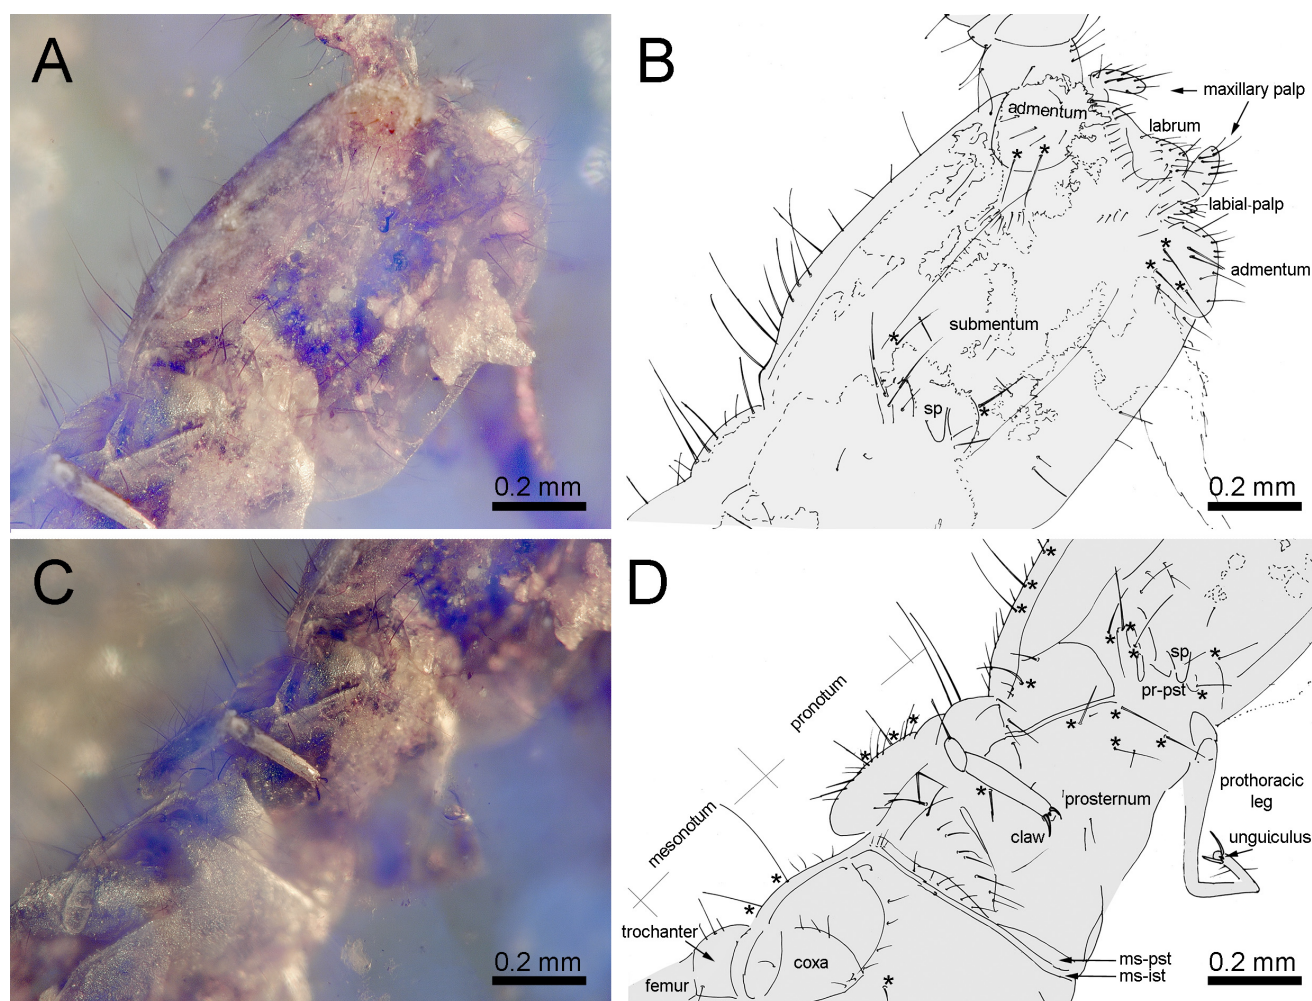 A
0.2 mm
B
maxillary palp
admentum
labrum
* *
labial palp
*
*
*
admentum
submentum
*
sp
*
0.2 mm
C
0.2 mm
D
*
*
*
*
*
*
sp
*
*
pr-pst
*
pronotum
*
*
*
*
*
*
*
*
prosternum
claw
prothoracic
leg
unguiculus
mesonotum
*
*
trochanter
coxa
femur
*
ms-pst
ms-ist
0.2 mm